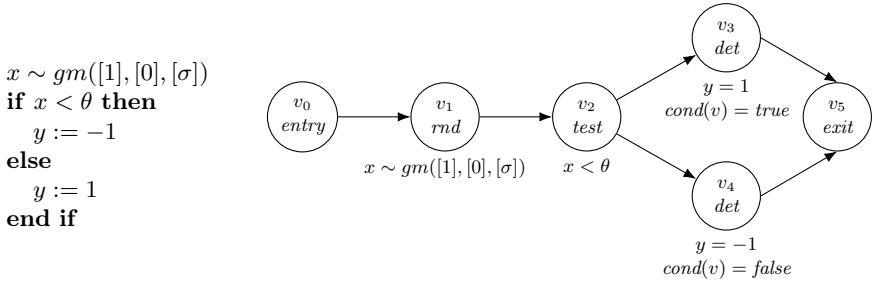 x ∼ gm([1], [0], [σ])
if x < θ then
y := −1
else
y := 1
end if
v₀
entry
v₁
rnd
x ∼ gm([1], [0], [σ])
v₂
test
x < θ
v₃
det
y = 1
cond(v) = true
v₄
det
y = −1
cond(v) = false
v₅
exit